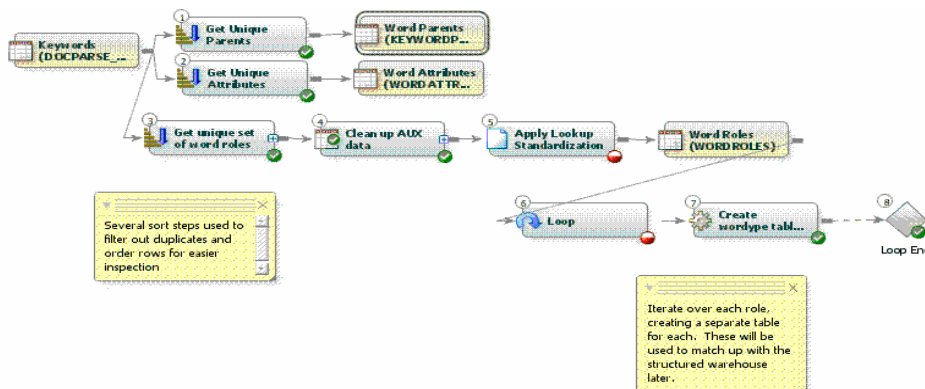 1
Get Unique
Parents
Word Parents
(KEYWORDP...
Keywords
(DOCPARSE_...
2
Get Unique
Attributes
Word Attributes
(WORDATTR...
3
Get unique set
of word roles
4
Clean up AUX
data
5
Apply Lookup
Standardization
Word Roles
(WORDROLES)
6
Loop
7
Create
wordype tabl...
8
Loop End
Several sort steps used to
filter out duplicates and
order rows for easier
inspection
Iterate over each role,
creating a separate table
for each. These will be
used to match up with the
structured warehouse
later.